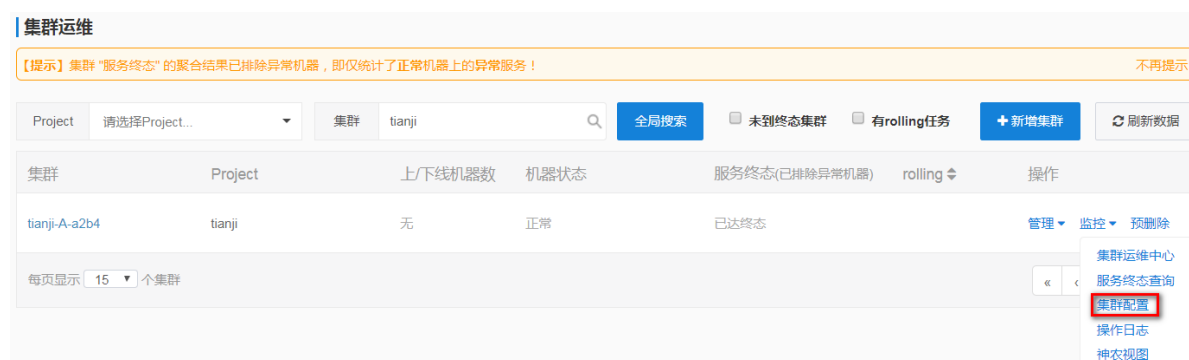 集群运维
【提示】集群 "服务终态" 的聚合结果已排除异常机器，即仅统计了正常机器上的异常服务！ 不再提示
Project 请选择Project... 集群 tianji 全局搜索 未到终态集群 有rolling任务 +新增集群 刷新数据
集群 Project 上/下线机器数 机器状态 服务终态(已排除异常机器) rolling 操作
tianji-A-a2b4 tianji 无 正常 已达终态 管理 监控 预删除
集群运维中心
每页显示 15 个集群 « ‹ 服务终态查询
集群配置
操作日志
神农视图